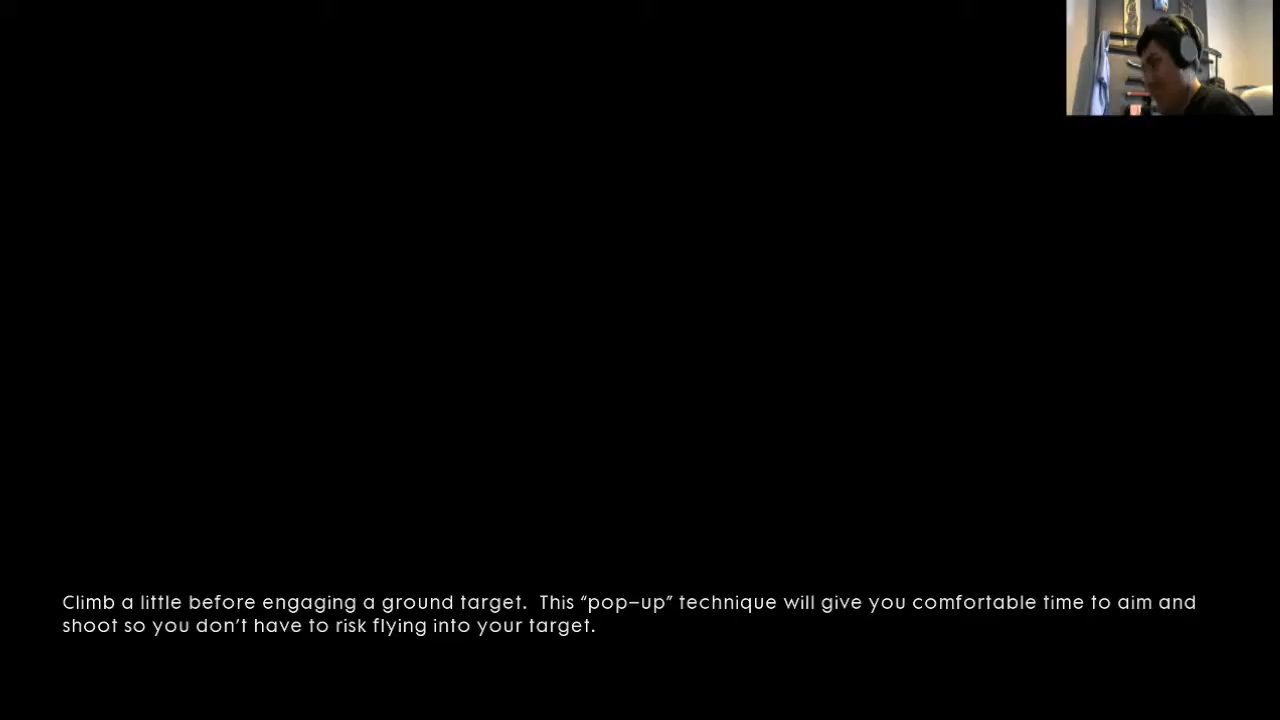 Climb a little before engaging a ground target.  This “pop–up” technique will give you comfortable time to aim and
shoot so you don’t have to risk flying into your target.